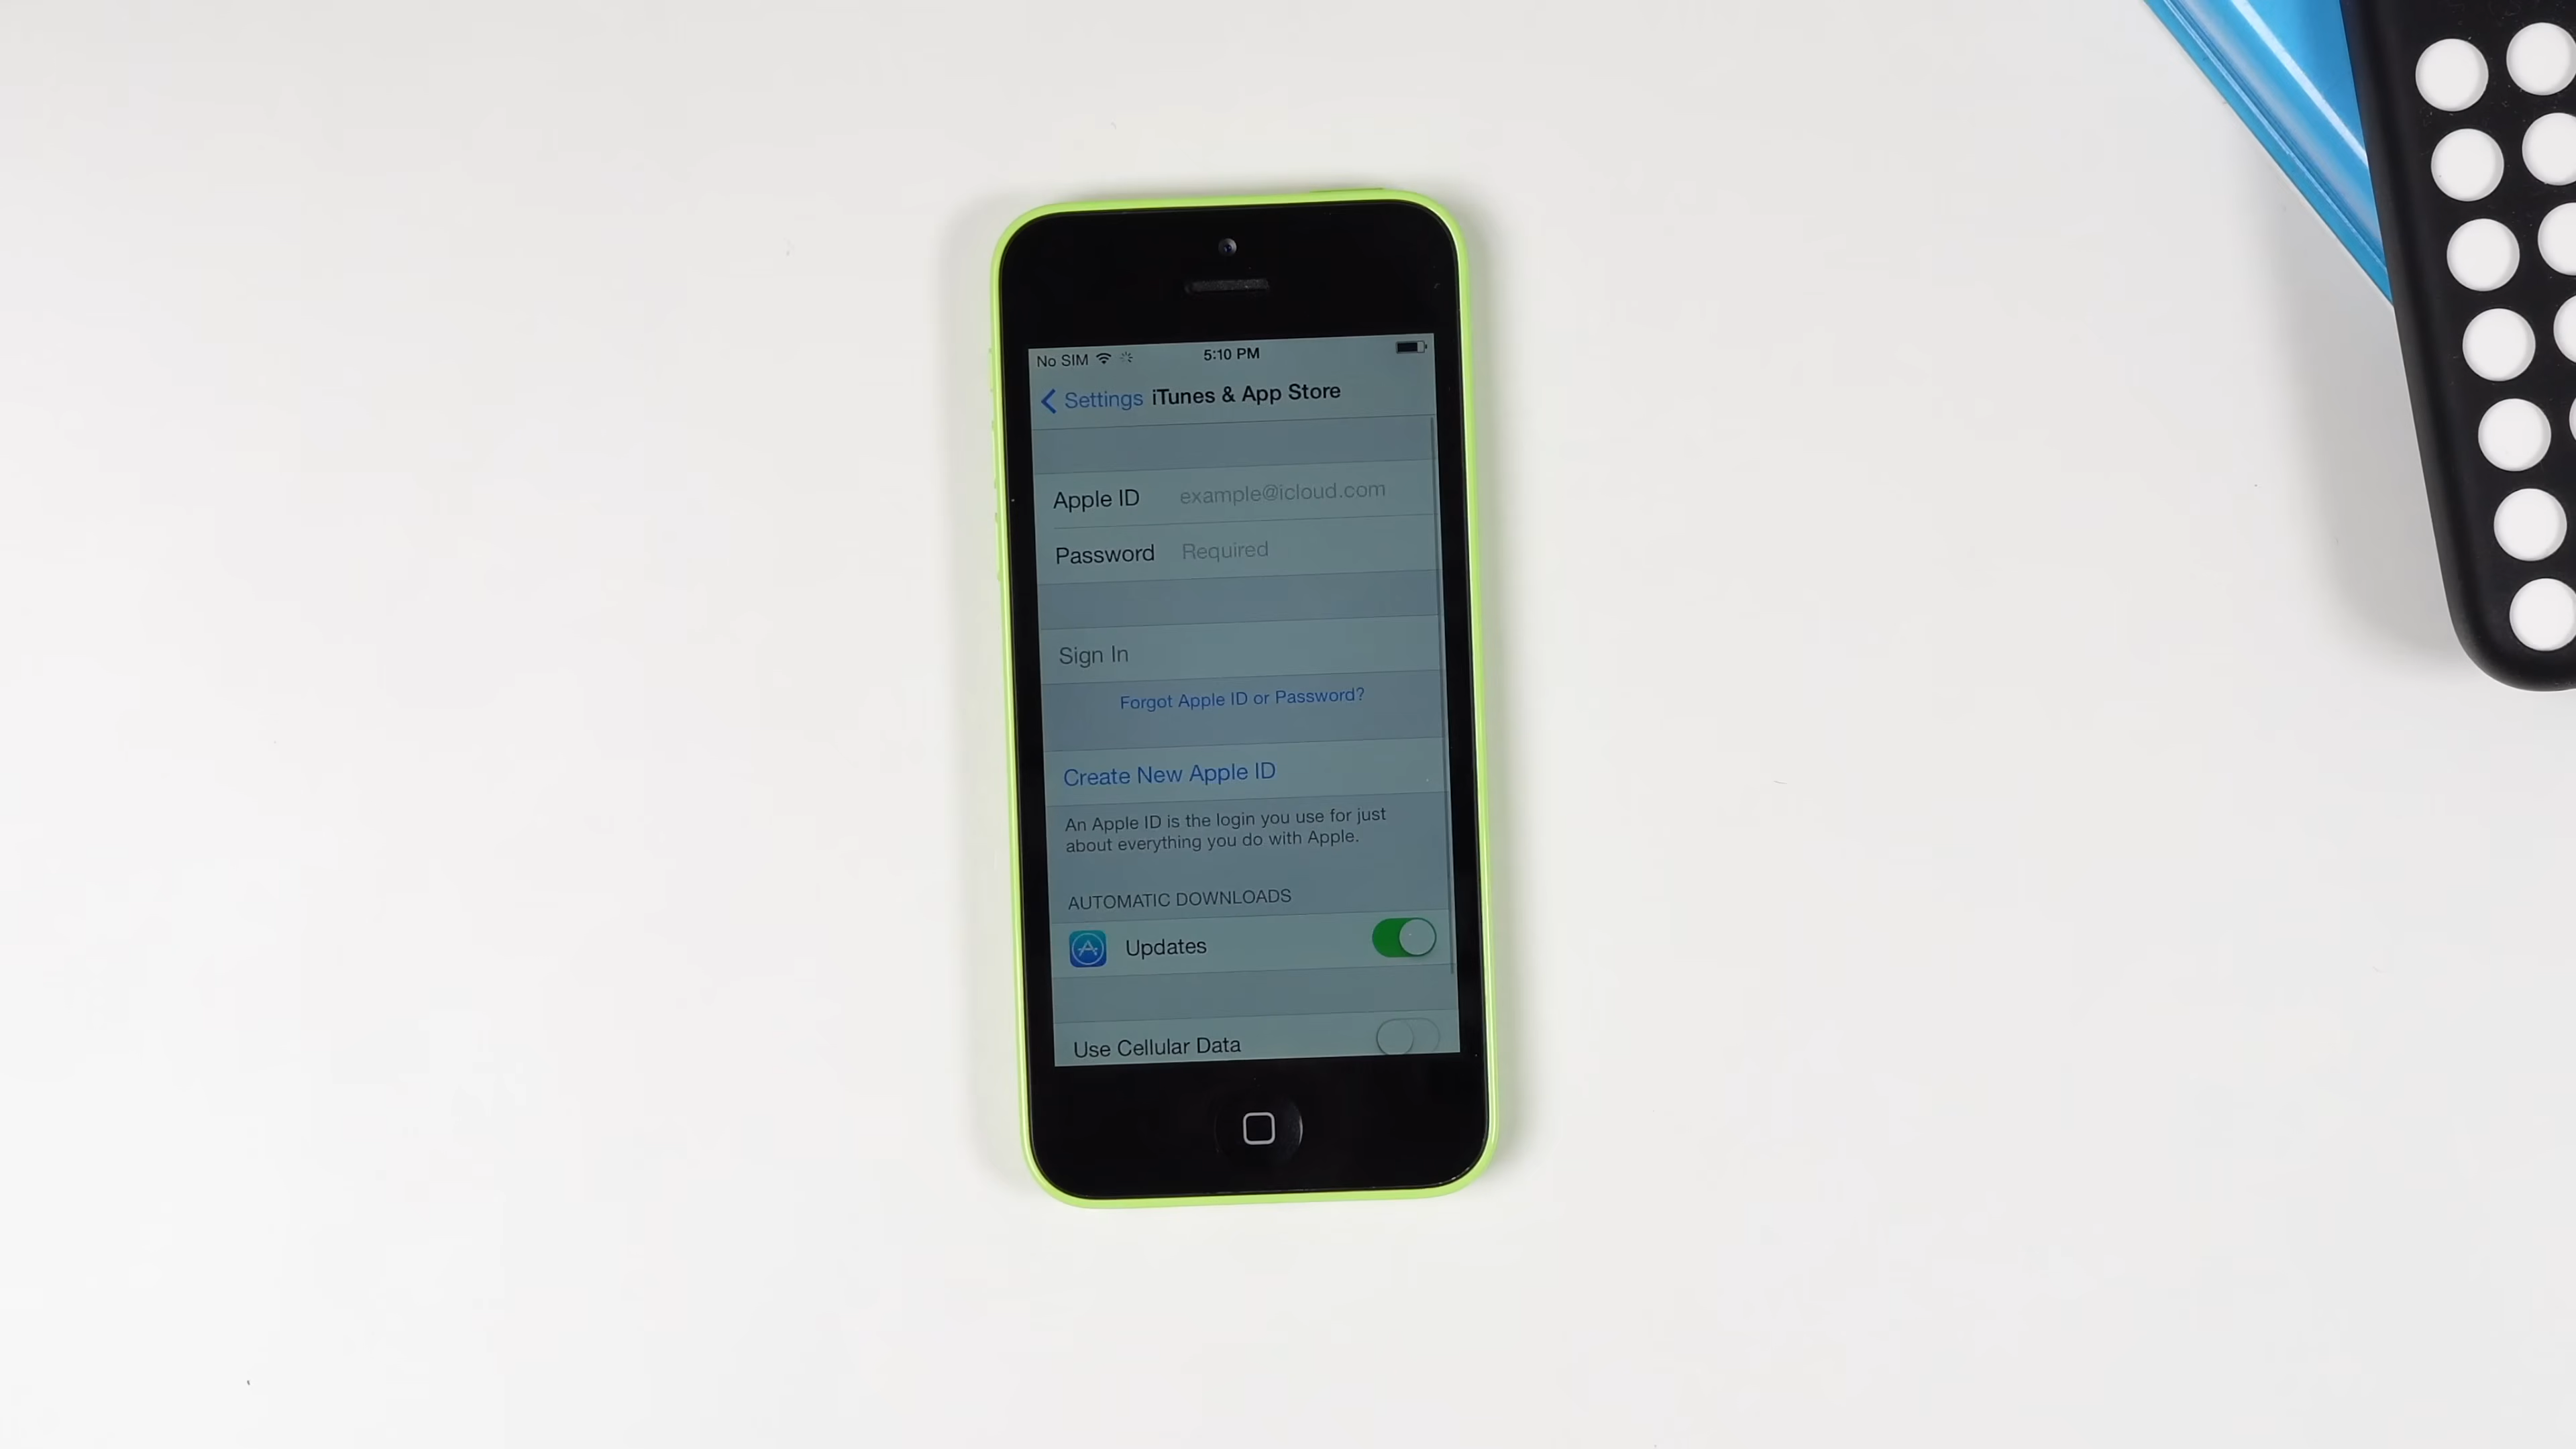 No SIM 5:10 PM
Settings iTunes & App Store
Apple ID example@icloud.com
Password Required
Sign In
Forgot Apple ID or Password?
Create New Apple ID
An Apple ID is the login you use for just
about everything you do with Apple.
AUTOMATIC DOWNLOADS
Updates
Use Cellular Data